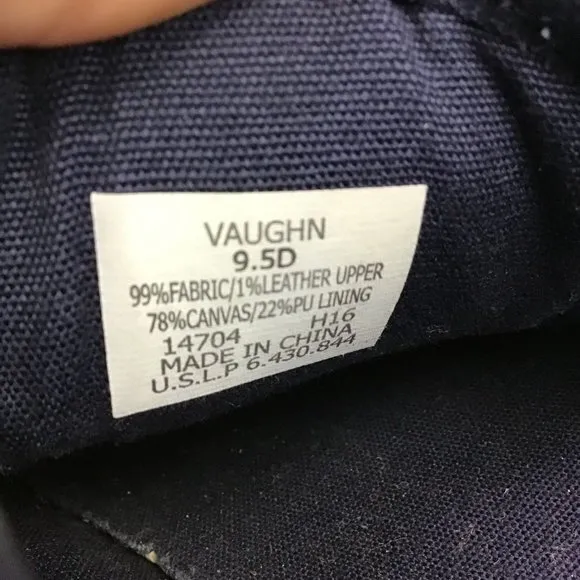 VAUGHN
9.5D
99%FABRIC/1%LEATHER UPPER
78%CANVAS/22%PU LINING
14704 H16
MADE IN CHINA
U.S.L.P 6.430.844